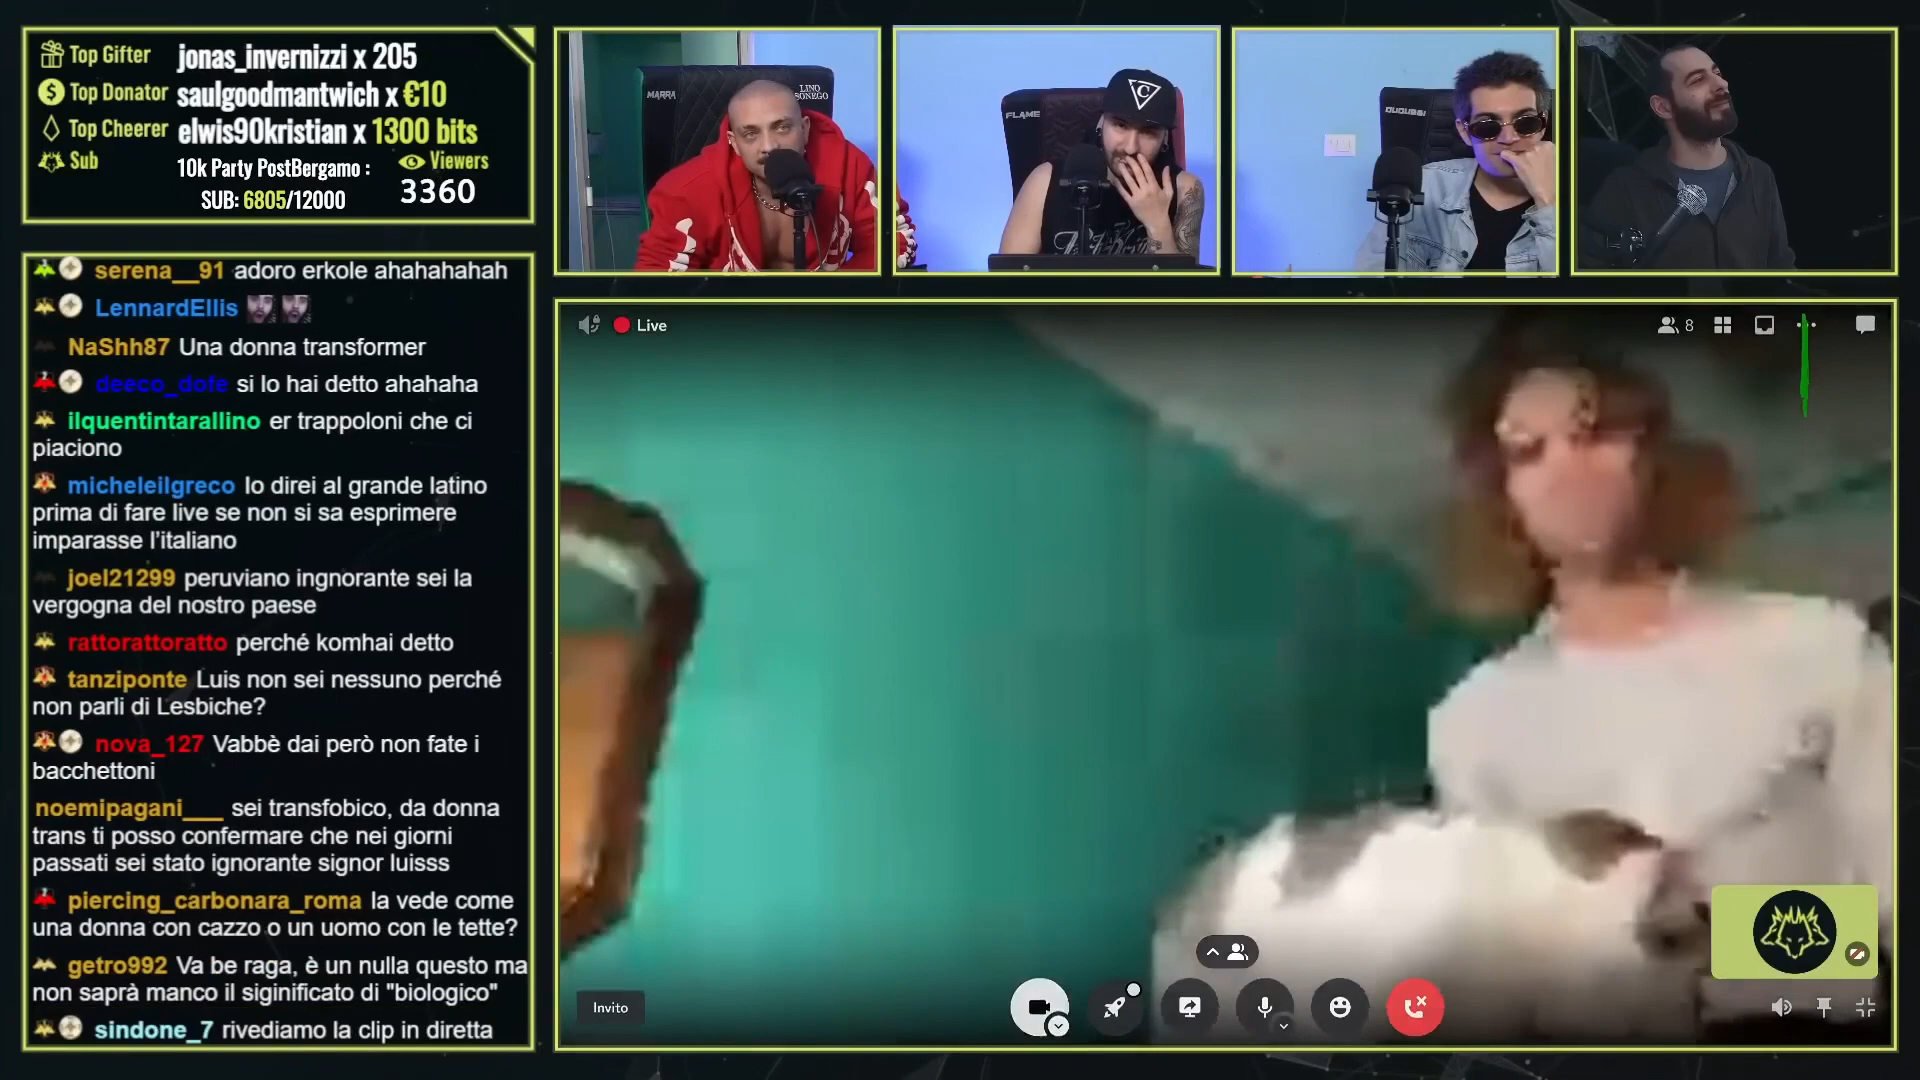 Top Gifter jonas_invernizzi x 205
Top Donator saulgoodmantwich x €10
Top Cheerer elwis90kristian x 1300 bits
Sub
10k Party PostBergamo :
SUB: 6805/12000
Viewers
3360
MARRA
LINO
SONEGO
FLAME
C
serena__91 adoro erkole ahahahahah
LennardEllis
NaShh87 Una donna transformer
deeco_dofe si lo hai detto ahahaha
ilquentintarallino er trappoloni che ci
piaciono
micheleilgreco Io direi al grande latino
prima di fare live se non si sa esprimere
imparasse l'italiano
joel21299 peruviano ingnorante sei la
vergogna del nostro paese
rattorattoratto perché komhai detto
tanziponte Luis non sei nessuno perché
non parli di Lesbiche?
nova_127 Vabbè dai però non fate i
bacchettoni
noemipagani___ sei transfobico, da donna
trans ti posso confermare che nei giorni
passati sei stato ignorante signor luisss
piercing_carbonara_roma la vede come
una donna con cazzo o un uomo con le tette?
getro992 Va be raga, è un nulla questo ma
non saprà manco il siginificato di "biologico"
sindone_7 rivediamo la clip in diretta
Live
8
Invito